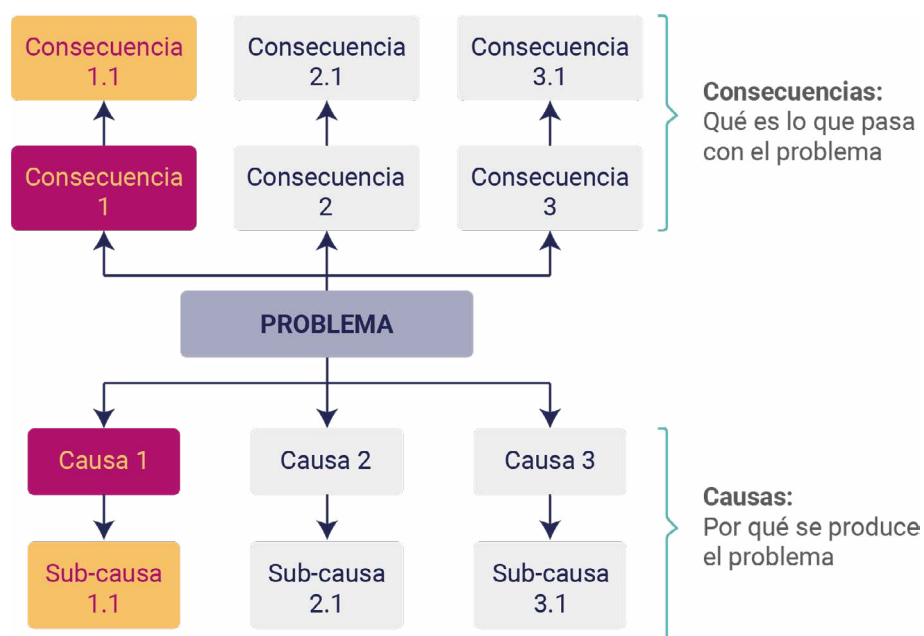 Consecuencia
1.1
Consecuencia
2.1
Consecuencia
3.1
Consecuencias:
Qué es lo que pasa
con el problema
Consecuencia
1
Consecuencia
2
Consecuencia
3
PROBLEMA
Causa 1
Causa 2
Causa 3
Causas:
Por qué se produce
el problema
Sub-causa
1.1
Sub-causa
2.1
Sub-causa
3.1